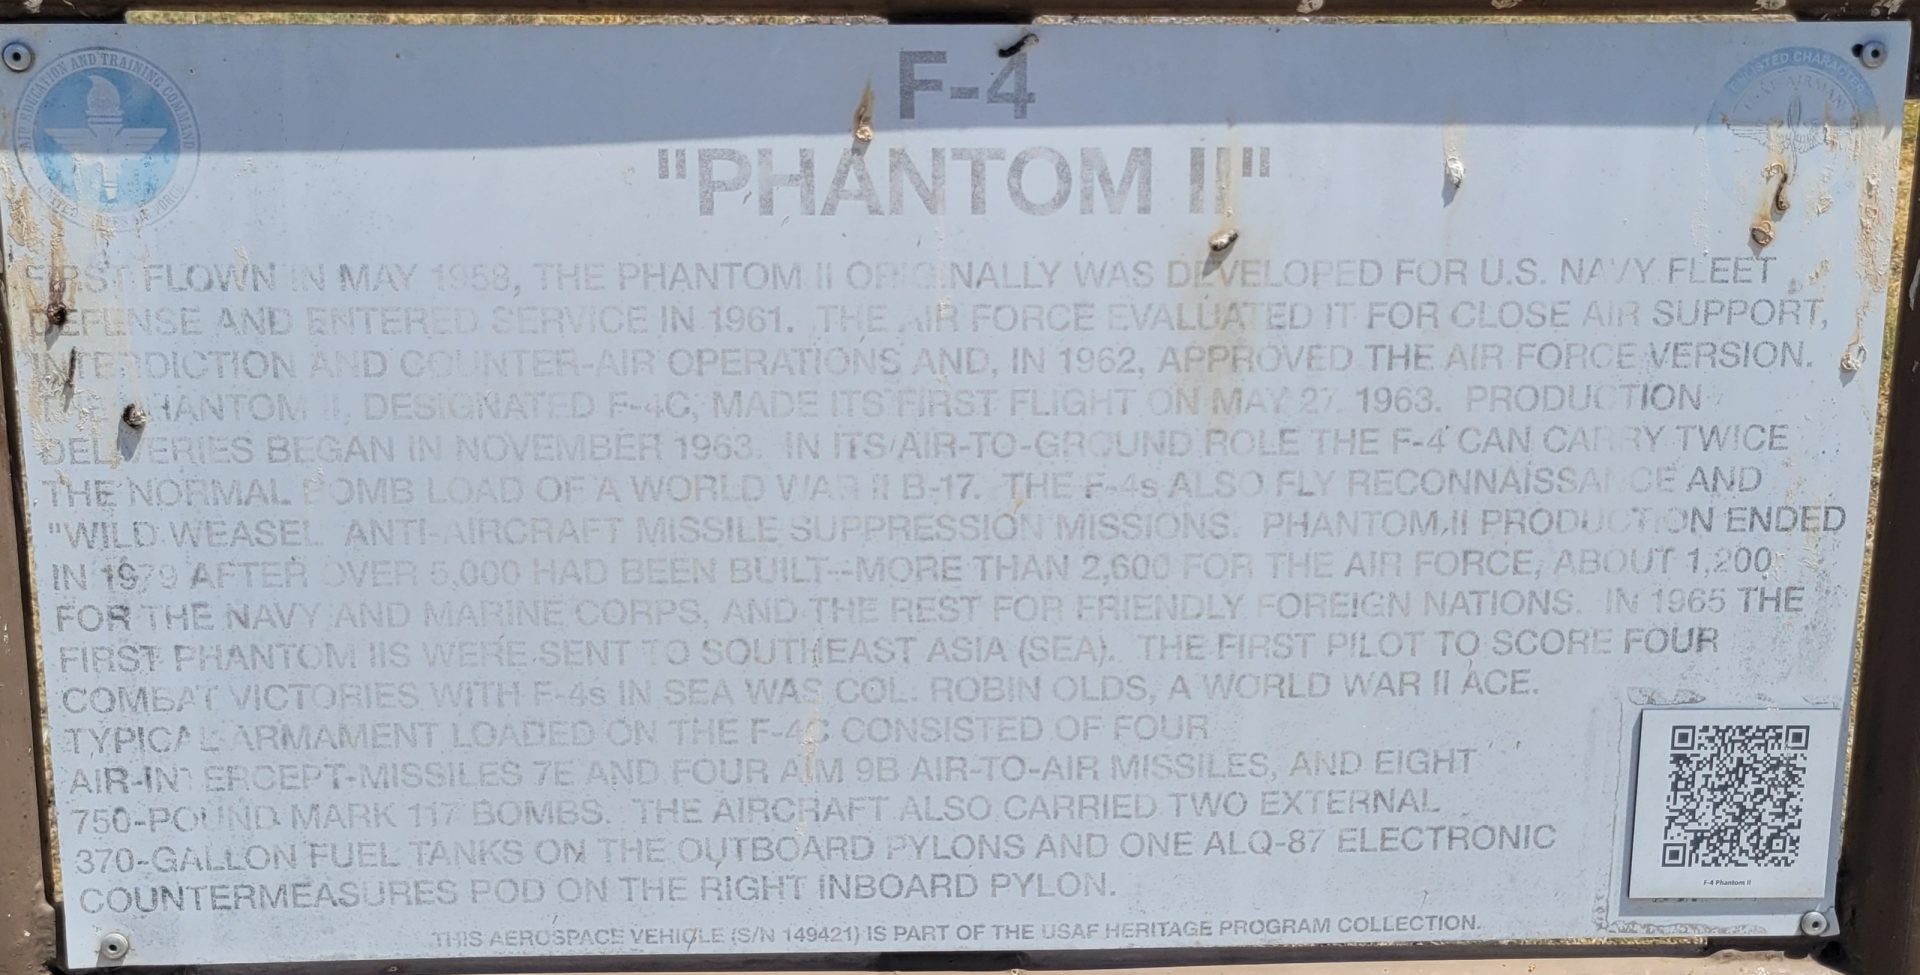 AIR EDUCATION AND TRAINING COMMAND
UNITED STATES AIR FORCE
ENLISTED CHARACTER
F-4
"PHANTOM II"
FIRST FLOWN IN MAY 1958, THE PHANTOM II ORIGINALLY WAS DEVELOPED FOR U.S. NAVY FLEET
DEFENSE AND ENTERED SERVICE IN 1961. THE AIR FORCE EVALUATED IT FOR CLOSE AIR SUPPORT,
INTERDICTION AND COUNTER-AIR OPERATIONS AND, IN 1962, APPROVED THE AIR FORCE VERSION.
THE PHANTOM II, DESIGNATED F-4C, MADE ITS FIRST FLIGHT ON MAY 27, 1963. PRODUCTION
DELIVERIES BEGAN IN NOVEMBER 1963. IN ITS AIR-TO-GROUND ROLE THE F-4 CAN CARRY TWICE
THE NORMAL BOMB LOAD OF A WORLD WAR II B-17. THE F-4s ALSO FLY RECONNAISSANCE AND
"WILD WEASEL" ANTI-AIRCRAFT MISSILE SUPPRESSION MISSIONS. PHANTOM II PRODUCTION ENDED
IN 1979 AFTER OVER 5,000 HAD BEEN BUILT--MORE THAN 2,600 FOR THE AIR FORCE, ABOUT 1,200
FOR THE NAVY AND MARINE CORPS, AND THE REST FOR FRIENDLY FOREIGN NATIONS. IN 1965 THE
FIRST PHANTOM IIS WERE SENT TO SOUTHEAST ASIA (SEA). THE FIRST PILOT TO SCORE FOUR
COMBAT VICTORIES WITH F-4s IN SEA WAS COL. ROBIN OLDS, A WORLD WAR II ACE.
TYPICAL ARMAMENT LOADED ON THE F-4C CONSISTED OF FOUR
AIR-INTERCEPT-MISSILES 7E AND FOUR AIM 9B AIR-TO-AIR MISSILES, AND EIGHT
750-POUND MARK 117 BOMBS. THE AIRCRAFT ALSO CARRIED TWO EXTERNAL
370-GALLON FUEL TANKS ON THE OUTBOARD PYLONS AND ONE ALQ-87 ELECTRONIC
COUNTERMEASURES POD ON THE RIGHT INBOARD PYLON.
F-4 Phantom II
THIS AEROSPACE VEHICLE (S/N 149421) IS PART OF THE USAF HERITAGE PROGRAM COLLECTION.